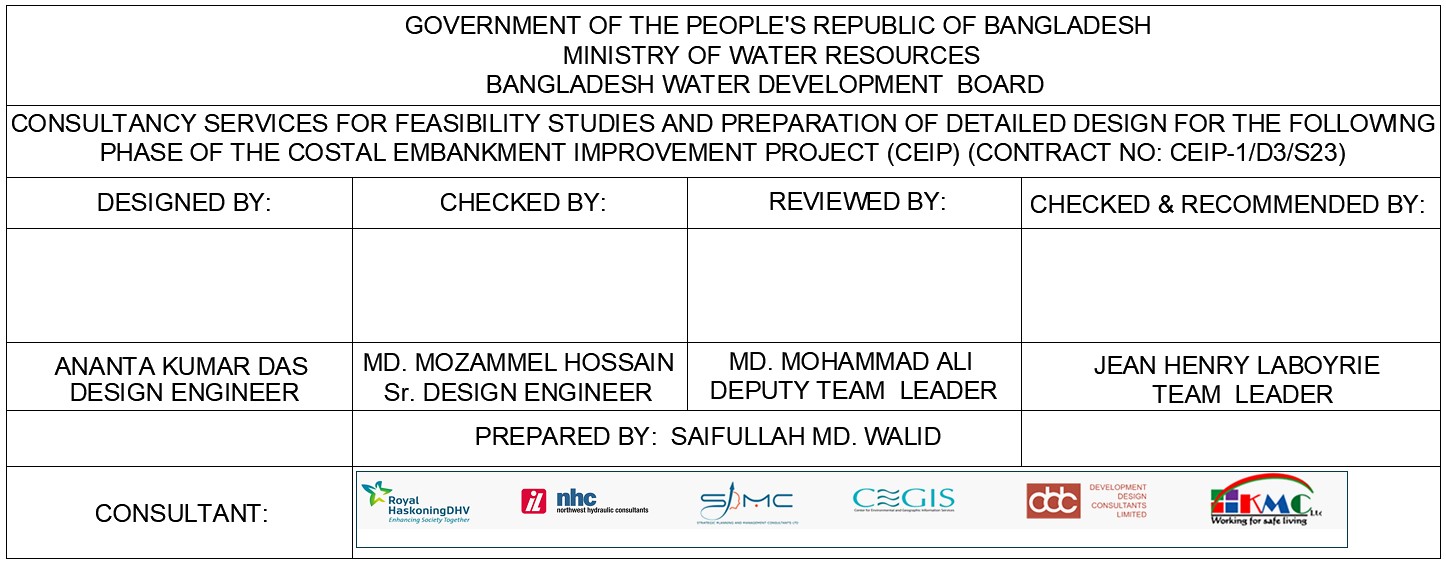 GOVERNMENT OF THE PEOPLE'S REPUBLIC OF BANGLADESH
MINISTRY OF WATER RESOURCES
BANGLADESH WATER DEVELOPMENT BOARD
CONSULTANCY SERVICES FOR FEASIBILITY STUDIES AND PREPARATION OF DETAILED DESIGN FOR THE FOLLOWING
PHASE OF THE COSTAL EMBANKMENT IMPROVEMENT PROJECT (CEIP) (CONTRACT NO: CEIP-1/D3/S23)
DESIGNED BY:
CHECKED BY:
REVIEWED BY:
CHECKED & RECOMMENDED BY:
ANANTA KUMAR DAS
DESIGN ENGINEER
MD. MOZAMMEL HOSSAIN
Sr. DESIGN ENGINEER
MD. MOHAMMAD ALI
DEPUTY TEAM LEADER
JEAN HENRY LABOYRIE
TEAM LEADER
PREPARED BY: SAIFULLAH MD. WALID
CONSULTANT:
Royal
HaskoningDHV
Enhancing Society Together
nhc
northwest hydraulic consultants
SPMC
STRATEGIC PLANNING AND MANAGEMENT CONSULTANTS LTD
CEGIS
Center for Environmental and Geographic Information Services
ddc
DEVELOPMENT
DESIGN
CONSULTANTS
LIMITED
KMC LLC
Working for safe living